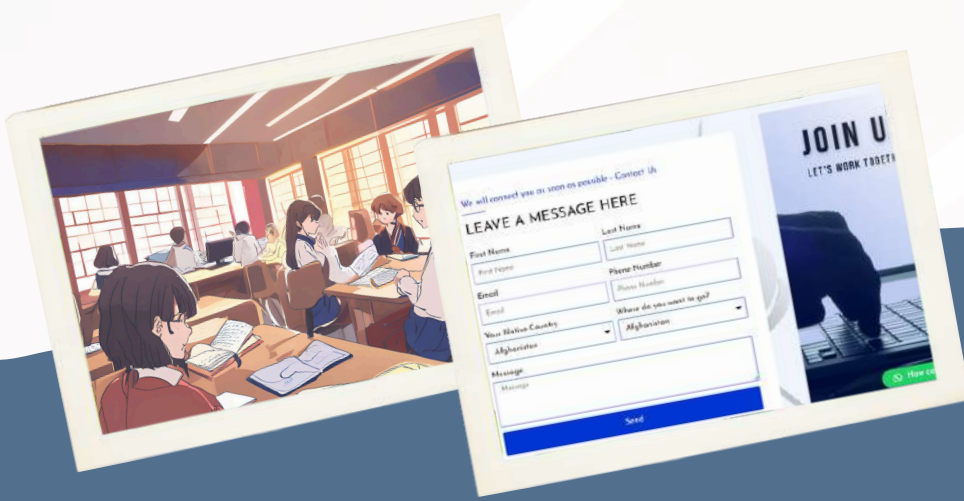 We will connect you as soon as possible - Contact Us
LEAVE A MESSAGE HERE
First Name
Last Name
First Name
Last Name
Email
Phone Number
Email
Phone Number
Your Native Country
Where do you want to go?
Afghanistan
Afghanistan
Message
Message
Send
JOIN U
LET'S WORK TOGETH
How ca